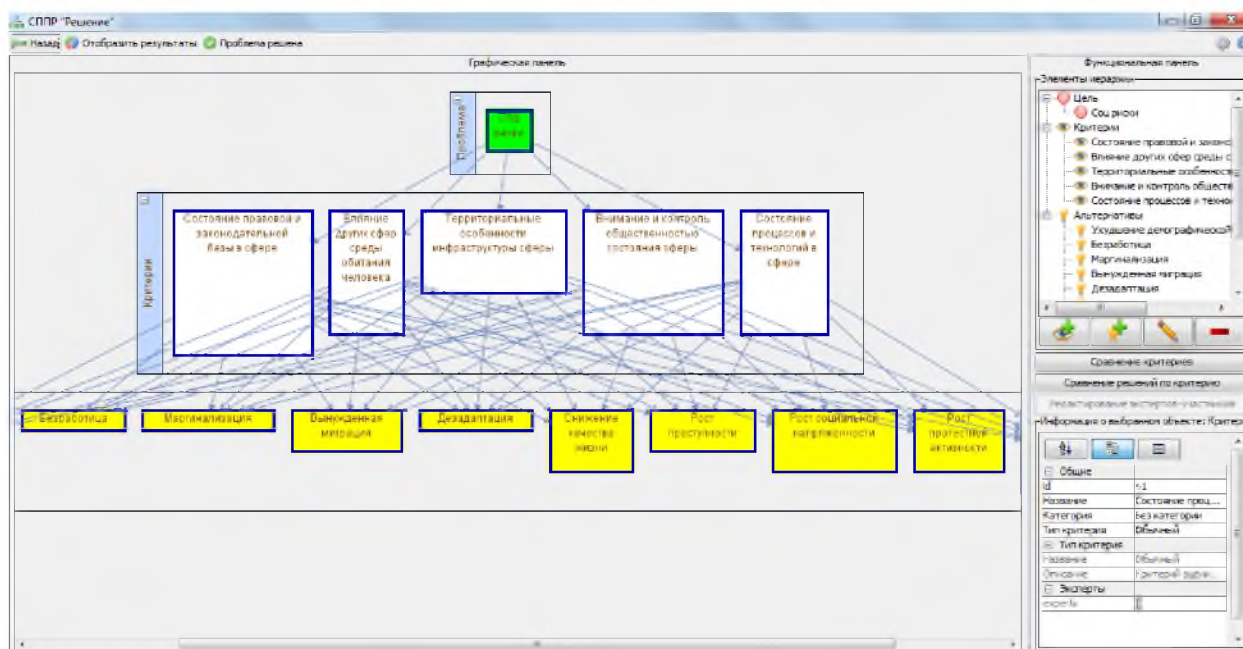 СППР "Решение"
Назад Отобразить результаты Проблема решена
Графическая панель
Проблема
Критерии
Состояние правовой и
законодательной
базы в сфере
Влияние
других сфер
среды
обитания
человека
Территориальные
особенности
инфраструктуры сферы
Внимание и контроль
общественностью
состояния сферы
Состояние
процессов и
технологий в
сфере
Безработица
Маргинализация
Вынужденная
миграция
Дезадаптация
Снижение
качества
жизни
Рост
преступности
Рост социальной
напряженности
Рост
протестной
активности
Функциональная панель
Элементы иерархии
Цель
Соц риски
Критерии
Состояние правовой и законо
Влияние других сфер среды о
Территориальные особенност
Внимание и контроль обществ
Состояние процессов и техно
Альтернативы
Ухудшение демографической
Безработица
Маргинализация
Вынужденная миграция
Дезадаптация
Сравнение критериев
Сравнение решений по критерию
Информация о выбранном объекте: Критер
Общие
id
Название Состояние проц...
Категория Без категории
Тип критерия Обычный
Тип критерия
Название Обычный
Описание Критерий
Эксперты
experts